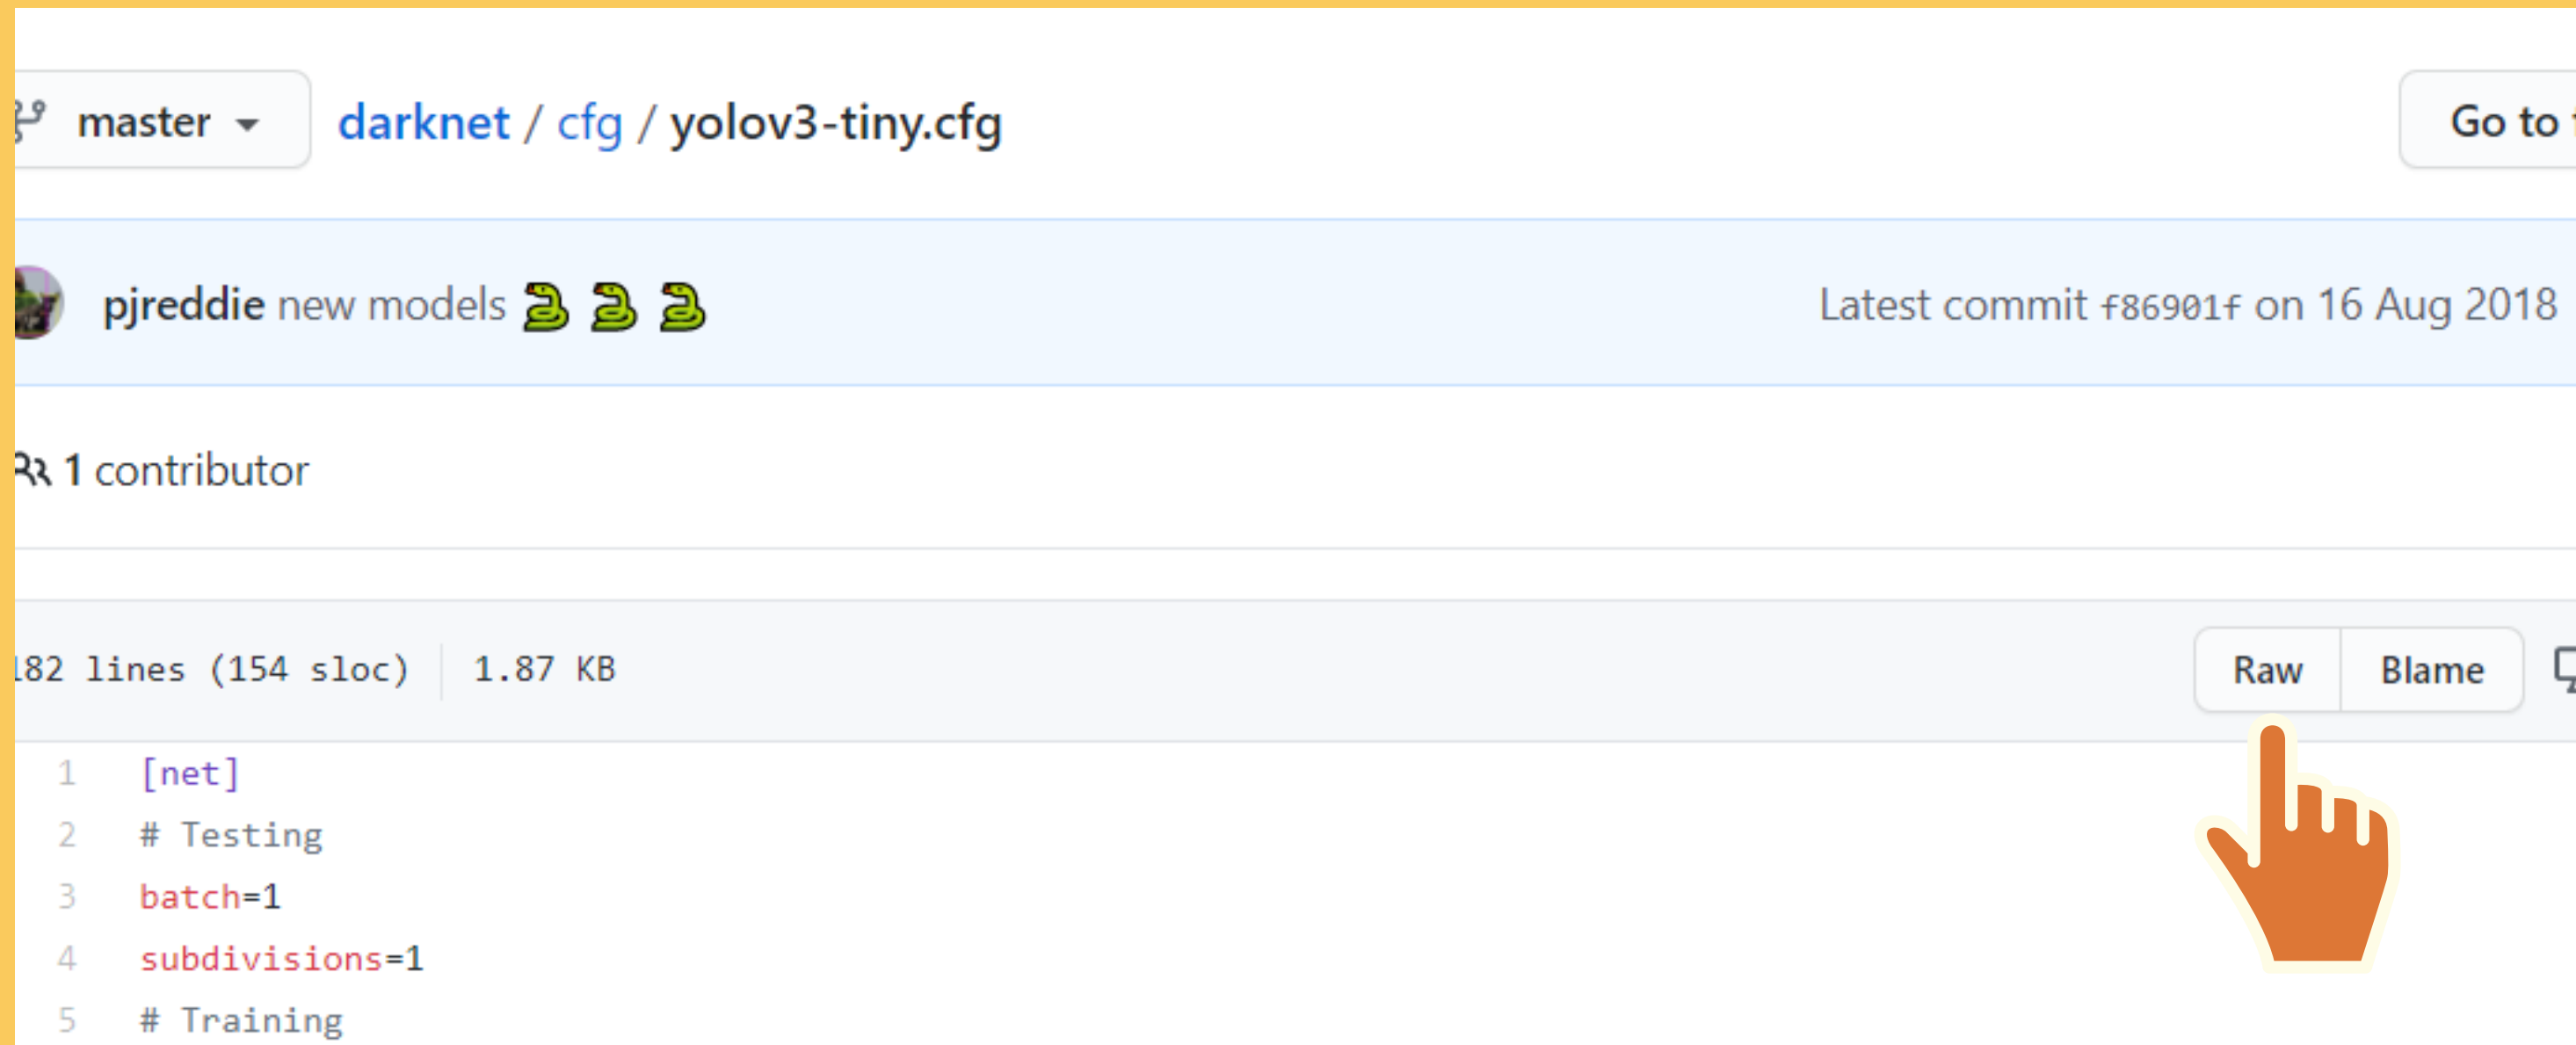 master darknet / cfg / yolov3-tiny.cfg Go to
pjreddie new models 🐍 🐍 🐍 Latest commit f86901f on 16 Aug 2018
1 contributor
182 lines (154 sloc) 1.87 KB Raw Blame
1 [net]
2 # Testing
3 batch=1
4 subdivisions=1
5 # Training